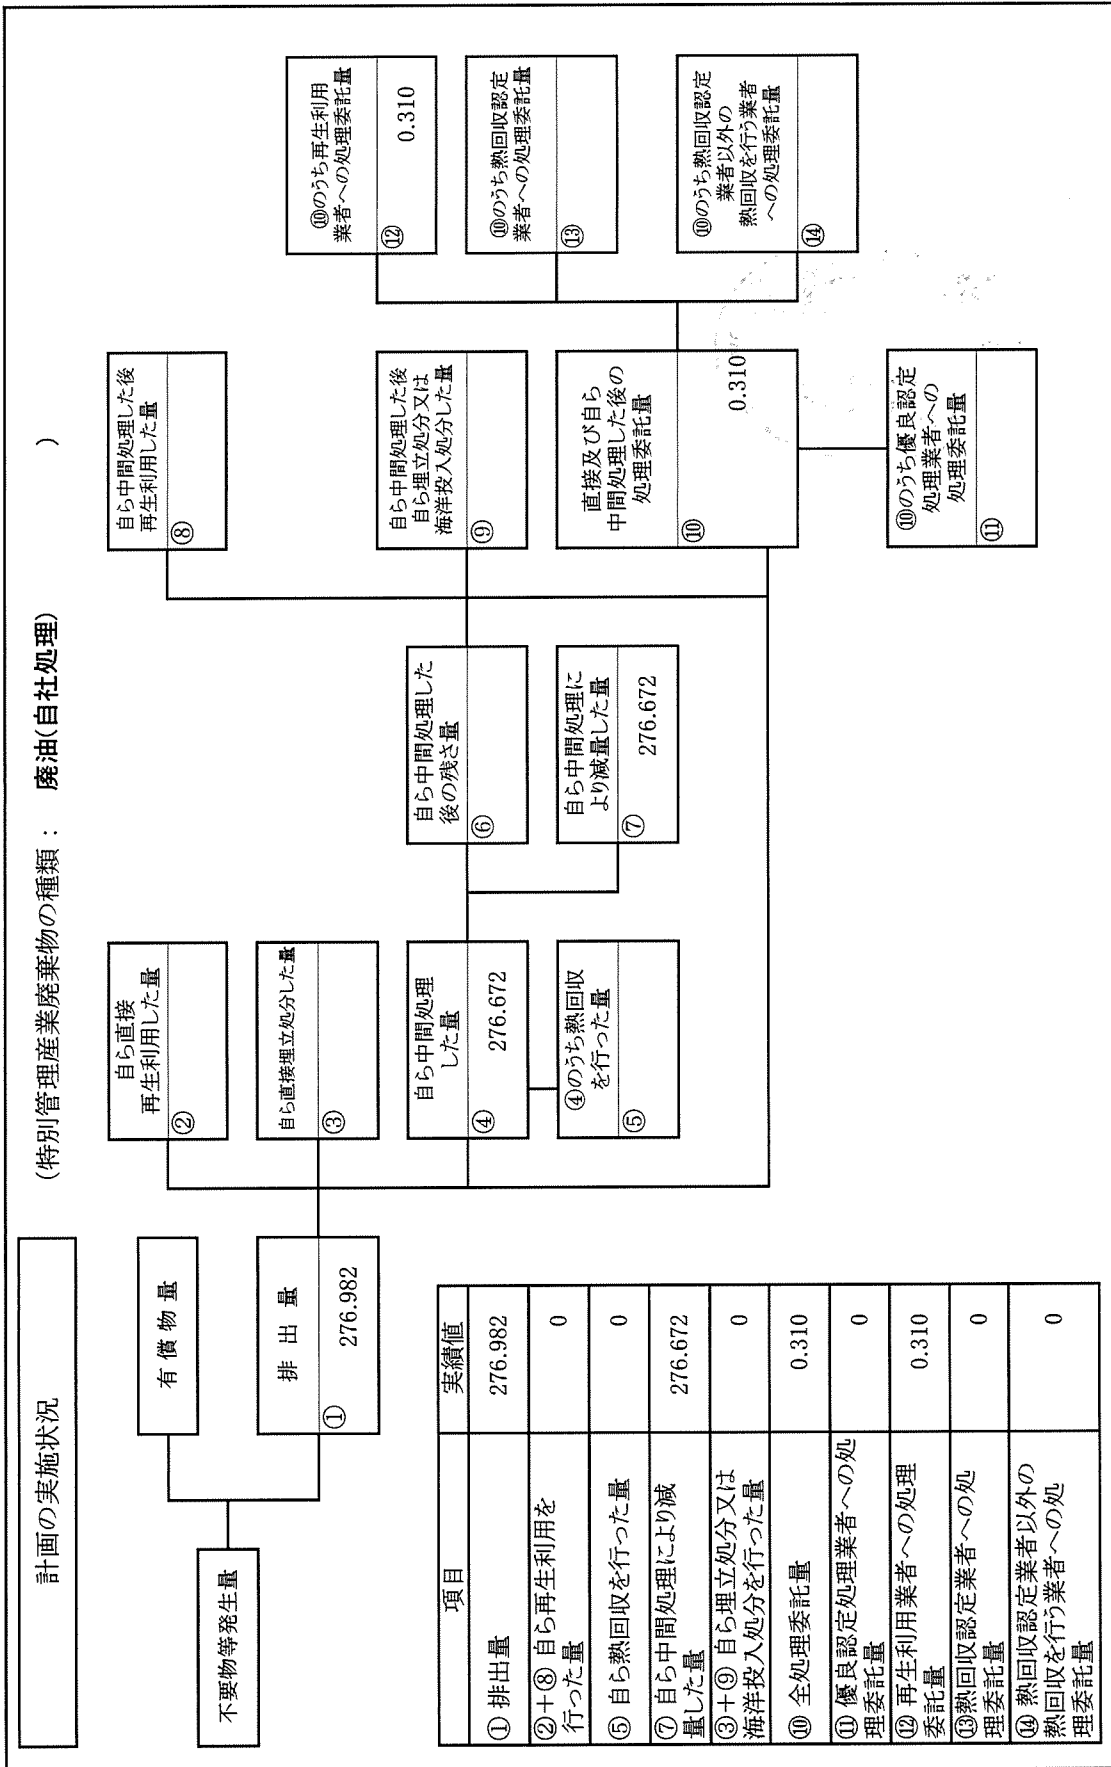 計画の実施状況
(特別管理産業廃棄物の種類： 廃油(自社処理) )
不要物等発生量
有償物量
排出量
① 276.982
自ら直接
再生利用した量
②
自ら直接埋立処分した量
③
自ら中間処理
した量
④ 276.672
④のうち熱回収
を行った量
⑤
自ら中間処理した
後の残さ量
⑥
自ら中間処理に
より減量した量
⑦ 276.672
自ら中間処理した後
再生利用した量
⑧
自ら中間処理した後
自ら埋立処分又は
海洋投入処分した量
⑨
直接及び自ら
中間処理した後の
処理委託量
⑩ 0.310
⑩のうち優良認定
処理業者への
処理委託量
⑪
⑩のうち再生利用
業者への処理委託量
⑫ 0.310
⑩のうち熱回収認定
業者への処理委託量
⑬
⑩のうち熱回収認定
業者以外の
熱回収を行う業者
への処理委託量
⑭
項目 実績値
① 排出量 276.982
②＋⑧ 自ら再生利用を
行った量 0
⑤ 自ら熱回収を行った量 0
⑦ 自ら中間処理により減
量した量 276.672
③＋⑨ 自ら埋立処分又は
海洋投入処分を行った量 0
⑩ 全処理委託量 0.310
⑪ 優良認定処理業者への処
理委託量 0
⑫ 再生利用業者への処理
委託量 0.310
⑬熱回収認定業者への処
理委託量 0
⑭ 熱回収認定業者以外の
熱回収を行う業者への処
理委託量 0